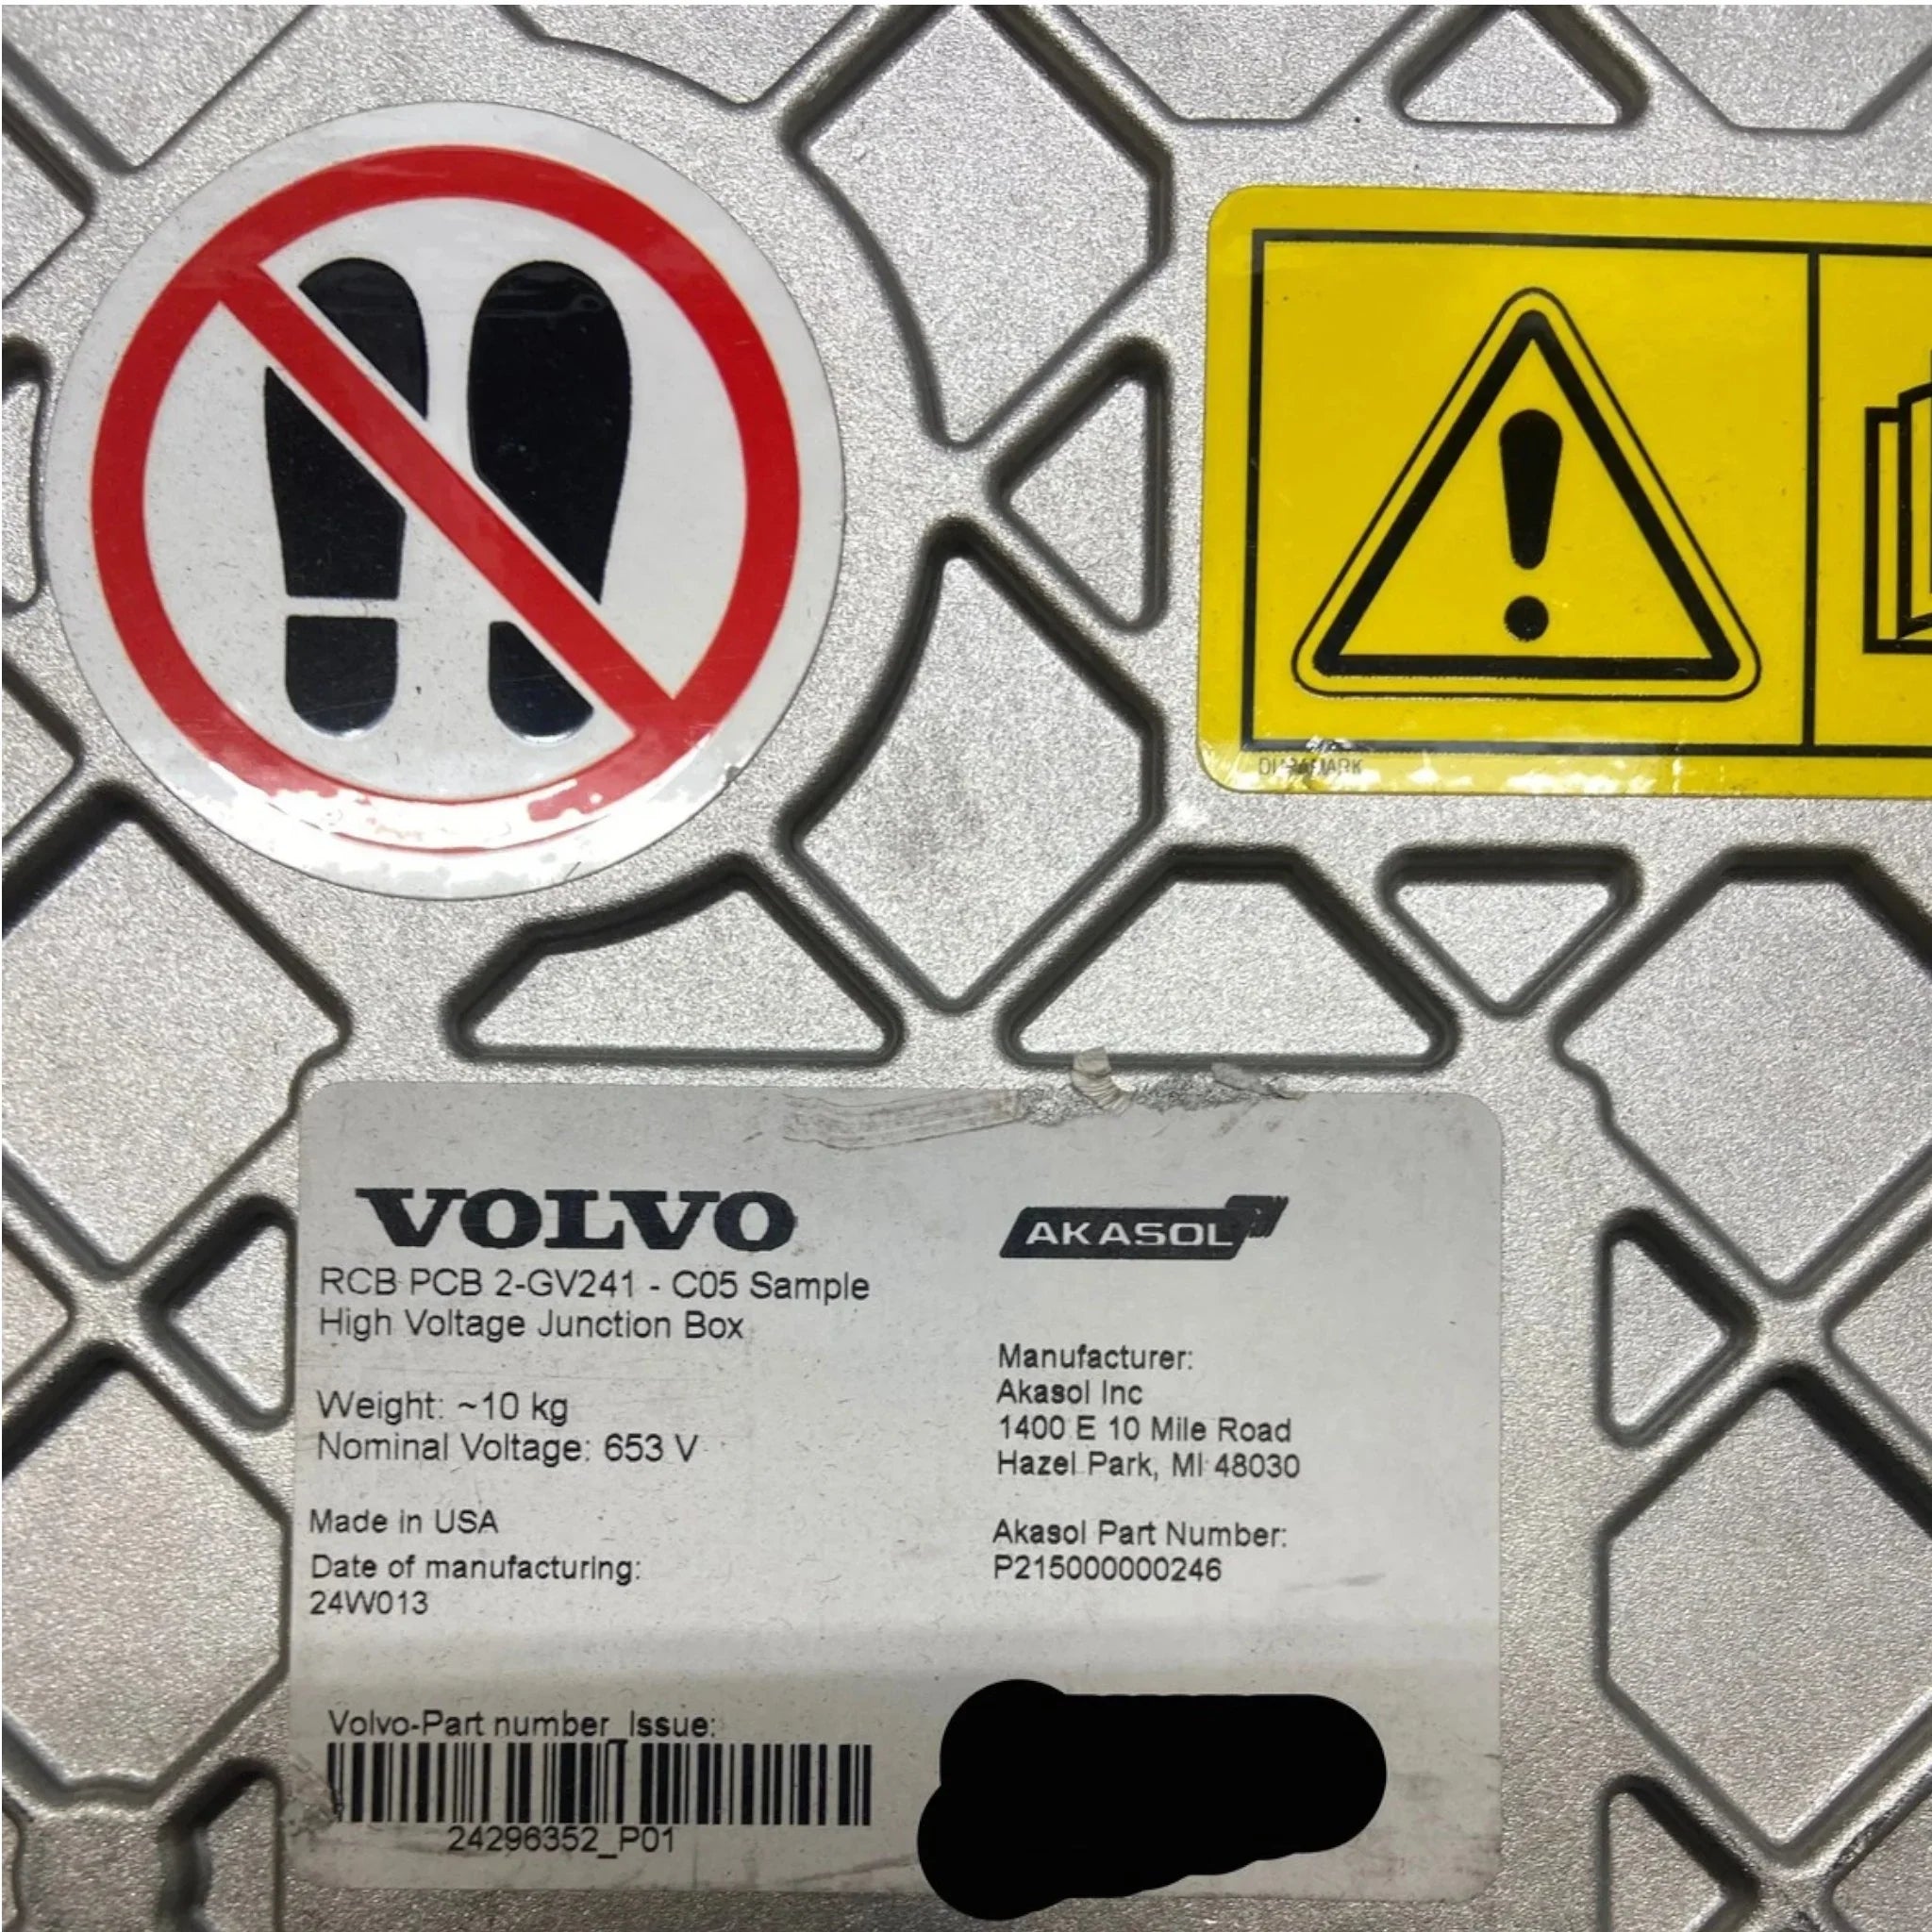 DURAMARK
VOLVO
RCB PCB 2-GV241 - C05 Sample
High Voltage Junction Box
Weight: ~10 kg
Nominal Voltage: 653 V
Made in USA
Date of manufacturing:
24W013
Volvo-Part number_Issue:
24296352_P01
AKASOL
Manufacturer:
Akasol Inc
1400 E 10 Mile Road
Hazel Park, MI 48030
Akasol Part Number:
P215000000246